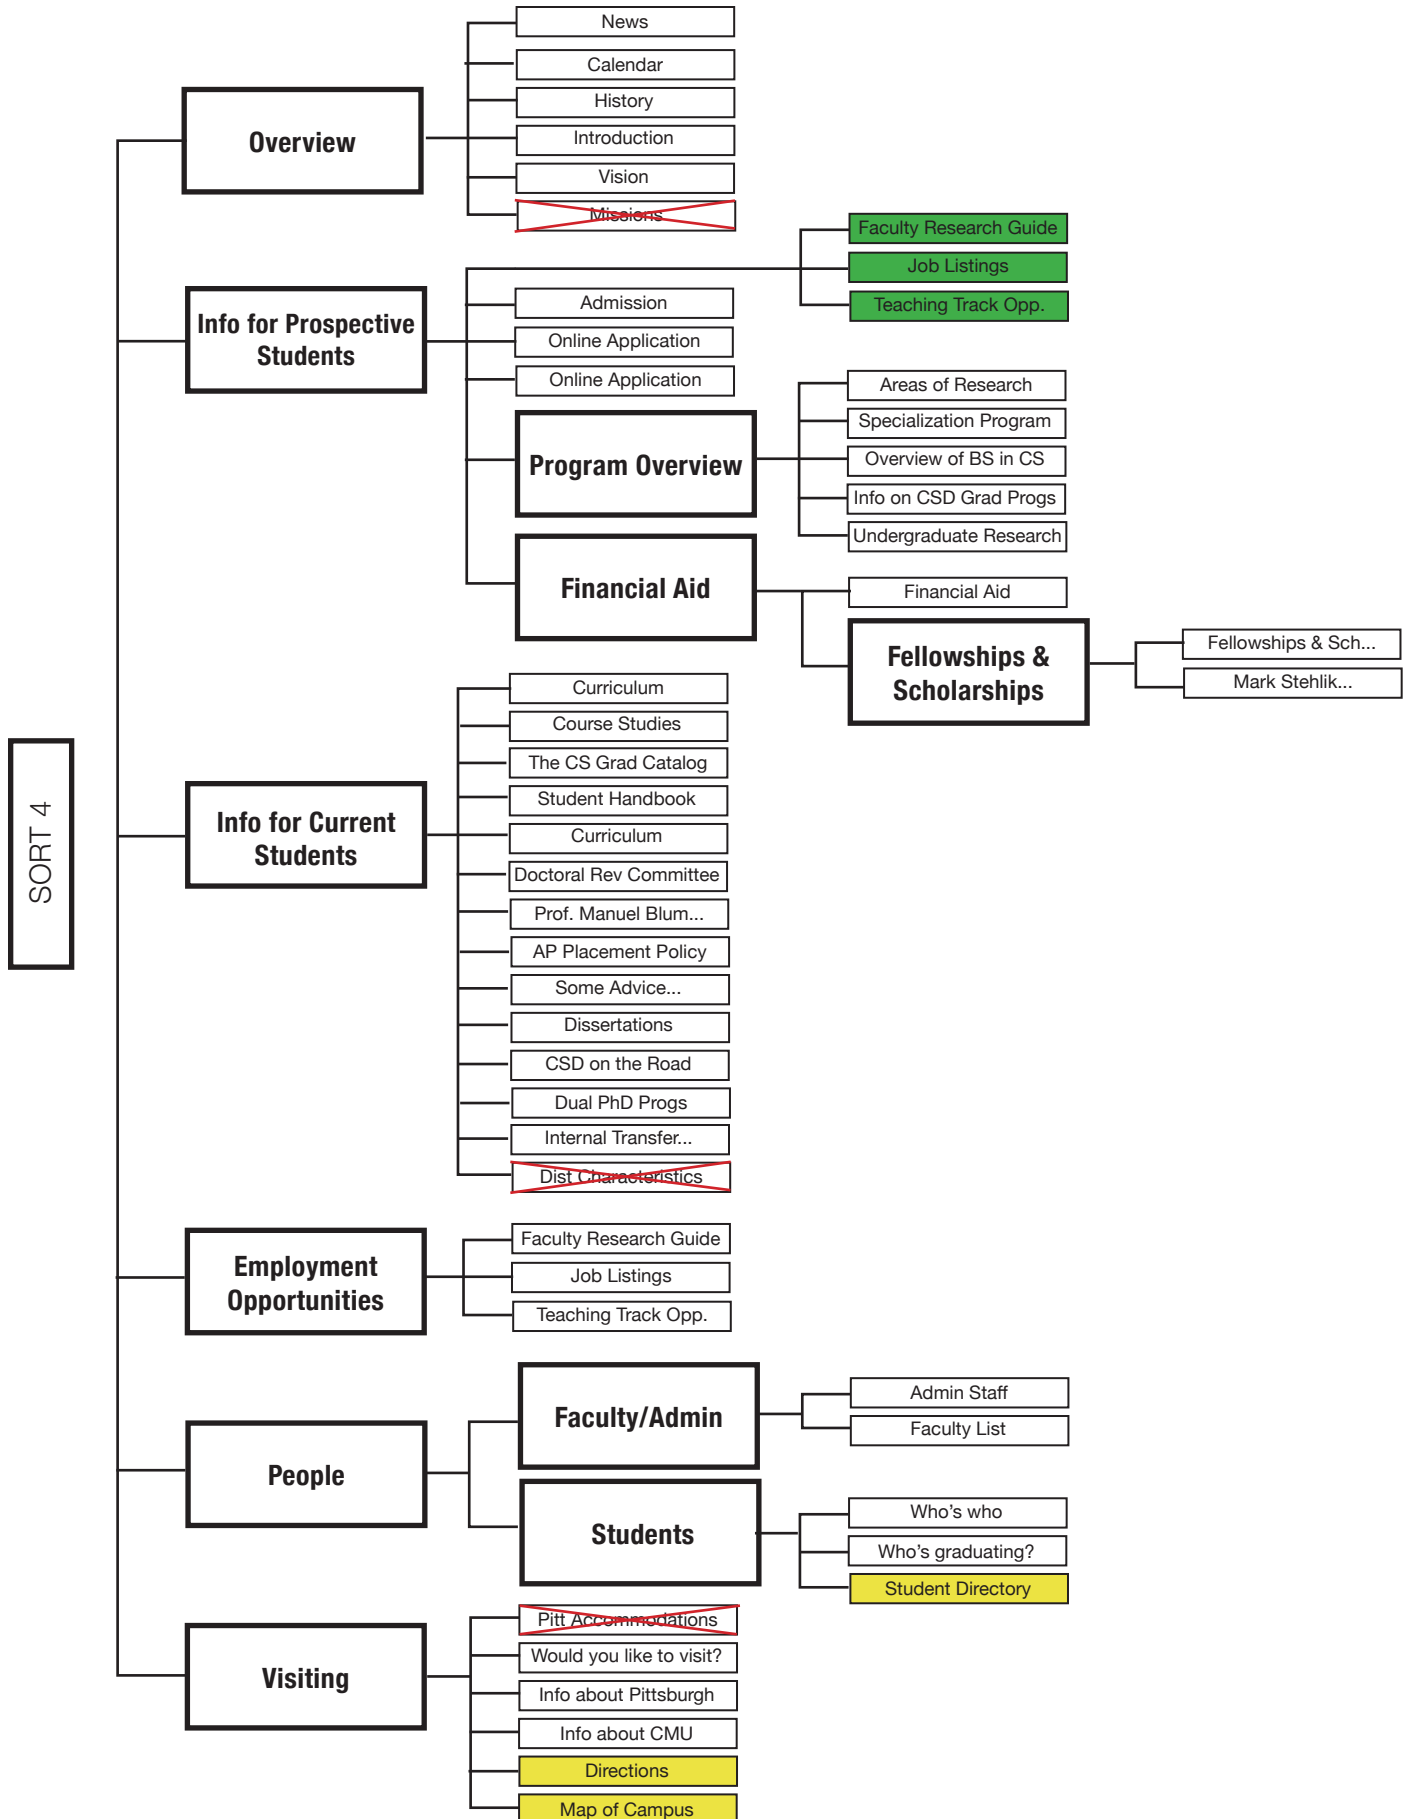 SORT 4
Overview
News
Calendar
History
Introduction
Vision
Missions
Info for Prospective
Students
Faculty Research Guide
Job Listings
Teaching Track Opp.
Admission
Online Application
Online Application
Program Overview
Areas of Research
Specialization Program
Overview of BS in CS
Info on CSD Grad Progs
Undergraduate Research
Financial Aid
Financial Aid
Fellowships &
Scholarships
Fellowships & Sch...
Mark Stehlik...
Info for Current
Students
Curriculum
Course Studies
The CS Grad Catalog
Student Handbook
Curriculum
Doctoral Rev Committee
Prof. Manuel Blum...
AP Placement Policy
Some Advice...
Dissertations
CSD on the Road
Dual PhD Progs
Internal Transfer...
Dist Characteristics
Employment
Opportunities
Faculty Research Guide
Job Listings
Teaching Track Opp.
People
Faculty/Admin
Admin Staff
Faculty List
Students
Who's who
Who's graduating?
Student Directory
Visiting
Pitt Accommodations
Would you like to visit?
Info about Pittsburgh
Info about CMU
Directions
Map of Campus